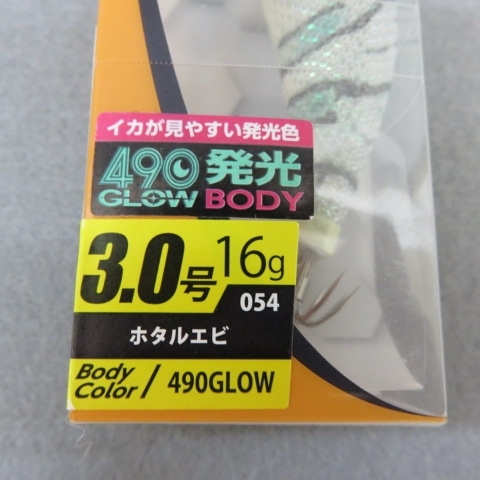 イカが見やすい発光色
490 発光
GLOW BODY
3.0号 16g
054
ホタルエビ
Body Color / 490GLOW